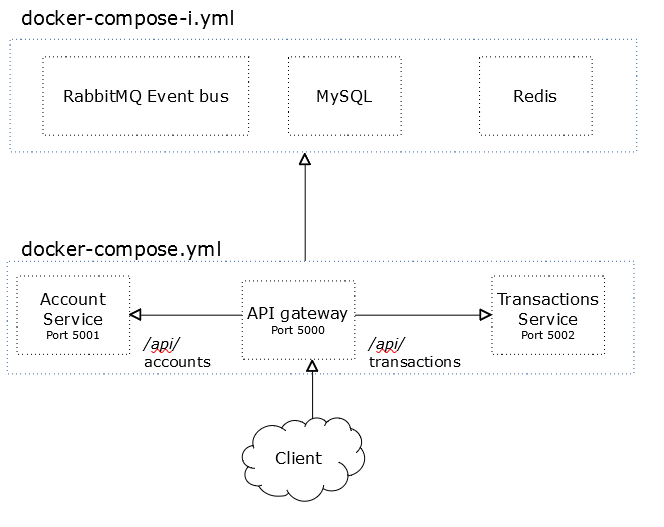 docker-compose-i.yml
RabbitMQ Event bus
MySQL
Redis
docker-compose.yml
Account
Service
Port 5001
/api/
accounts
API gateway
Port 5000
/api/
transactions
Transactions
Service
Port 5002
Client